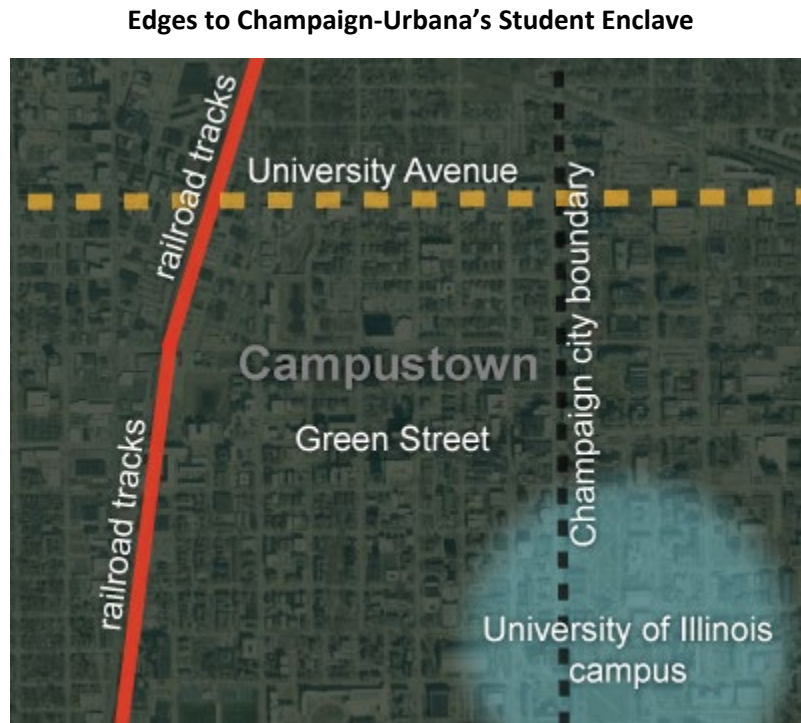 Edges to Champaign-Urbana’s Student Enclave
railroad tracks
University Avenue
Champaign city boundary
Campustown
Green Street
railroad tracks
University of Illinois
campus